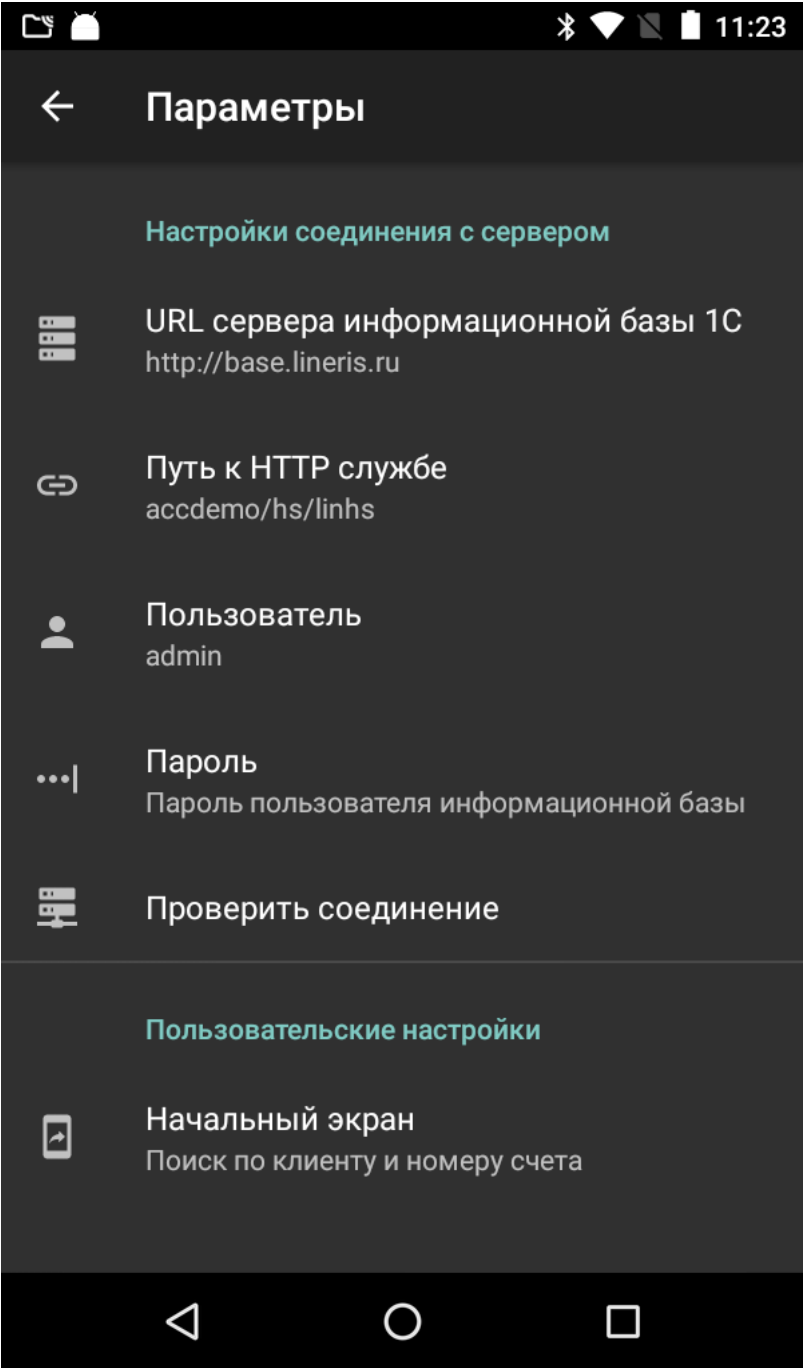 11:23
Параметры
Настройки соединения с сервером
URL сервера информационной базы 1С
http://base.lineris.ru
Путь к HTTP службе
accdemo/hs/linhs
Пользователь
admin
Пароль
Пароль пользователя информационной базы
Проверить соединение
Пользовательские настройки
Начальный экран
Поиск по клиенту и номеру счета